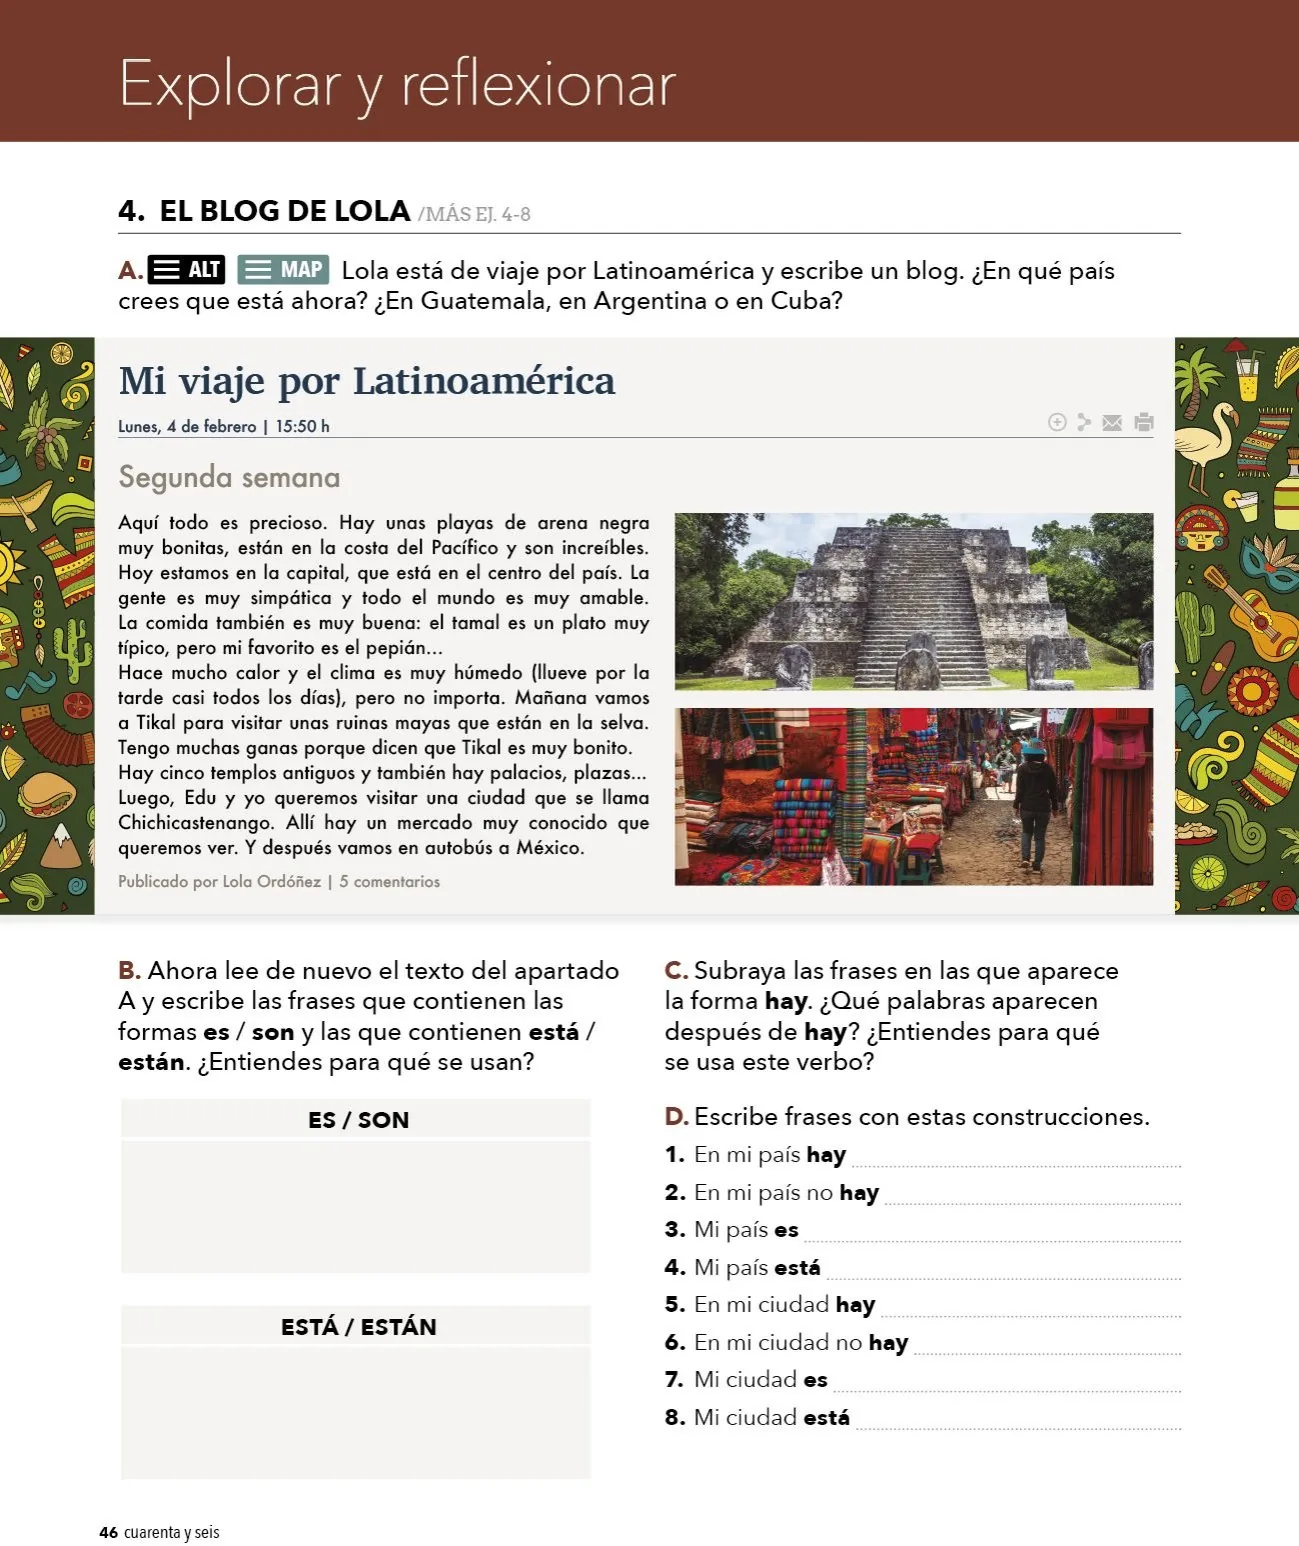 Explorar y reflexionar
4. EL BLOG DE LOLA /MÁS EJ. 4-8
A. ALT MAP Lola está de viaje por Latinoamérica y escribe un blog. ¿En qué país
crees que está ahora? ¿En Guatemala, en Argentina o en Cuba?
Mi viaje por Latinoamérica
Lunes, 4 de febrero | 15:50 h
Segunda semana
Aquí todo es precioso. Hay unas playas de arena negra
muy bonitas, están en la costa del Pacífico y son increíbles.
Hoy estamos en la capital, que está en el centro del país. La
gente es muy simpática y todo el mundo es muy amable.
La comida también es muy buena: el tamal es un plato muy
típico, pero mi favorito es el pepián...
Hace mucho calor y el clima es muy húmedo (llueve por la
tarde casi todos los días), pero no importa. Mañana vamos
a Tikal para visitar unas ruinas mayas que están en la selva.
Tengo muchas ganas porque dicen que Tikal es muy bonito.
Hay cinco templos antiguos y también hay palacios, plazas...
Luego, Edu y yo queremos visitar una ciudad que se llama
Chichicastenango. Allí hay un mercado muy conocido que
queremos ver. Y después vamos en autobús a México.
Publicado por Lola Ordóñez | 5 comentarios
B. Ahora lee de nuevo el texto del apartado
A y escribe las frases que contienen las
formas es / son y las que contienen está /
están. ¿Entiendes para qué se usan?
ES / SON
ESTÁ / ESTÁN
C. Subraya las frases en las que aparece
la forma hay. ¿Qué palabras aparecen
después de hay? ¿Entiendes para qué
se usa este verbo?
D. Escribe frases con estas construcciones.
1. En mi país hay
2. En mi país no hay
3. Mi país es
4. Mi país está
5. En mi ciudad hay
6. En mi ciudad no hay
7. Mi ciudad es
8. Mi ciudad está
46 cuarenta y seis